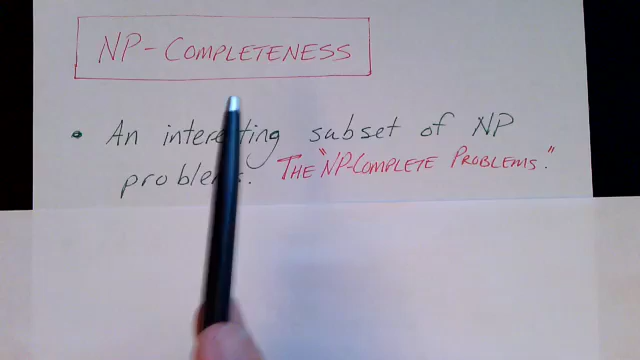 NP-COMPLETENESS
• An interesting subset of NP
problems. THE "NP-COMPLETE PROBLEMS."